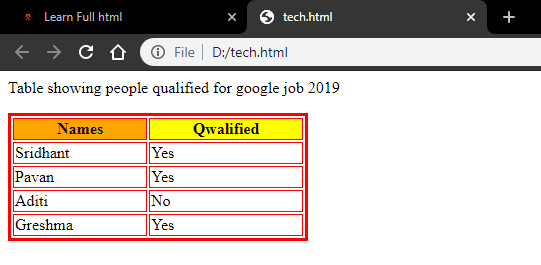 Learn Full html
tech.html
File | D:/tech.html
Table showing people qualified for google job 2019
Names Qwalified
Sridhant Yes
Pavan Yes
Aditi No
Greshma Yes